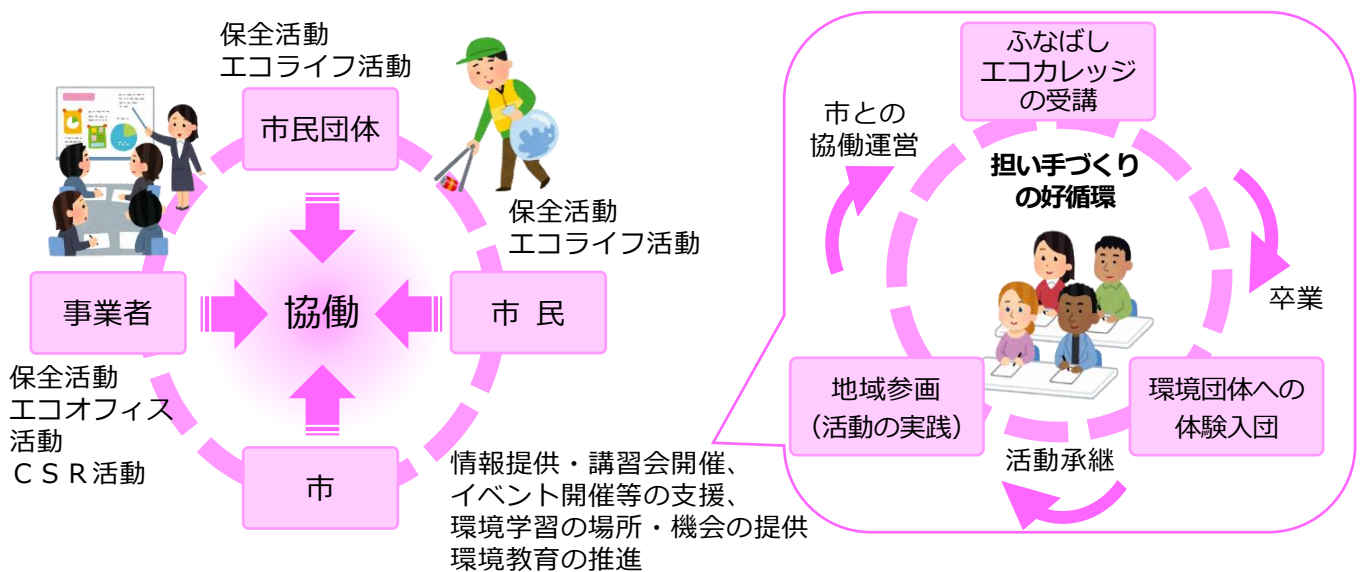 保全活動
エコライフ活動
市民団体
保全活動
エコライフ活動
事業者
協働
市 民
保全活動
エコオフィス
活動
ＣＳＲ活動
市
情報提供・講習会開催、
イベント開催等の支援、
環境学習の場所・機会の提供
環境教育の推進
ふなばし
エコカレッジ
の受講
市との
協働運営
担い手づくり
の好循環
卒業
地域参画
（活動の実践）
環境団体への
体験入団
活動承継